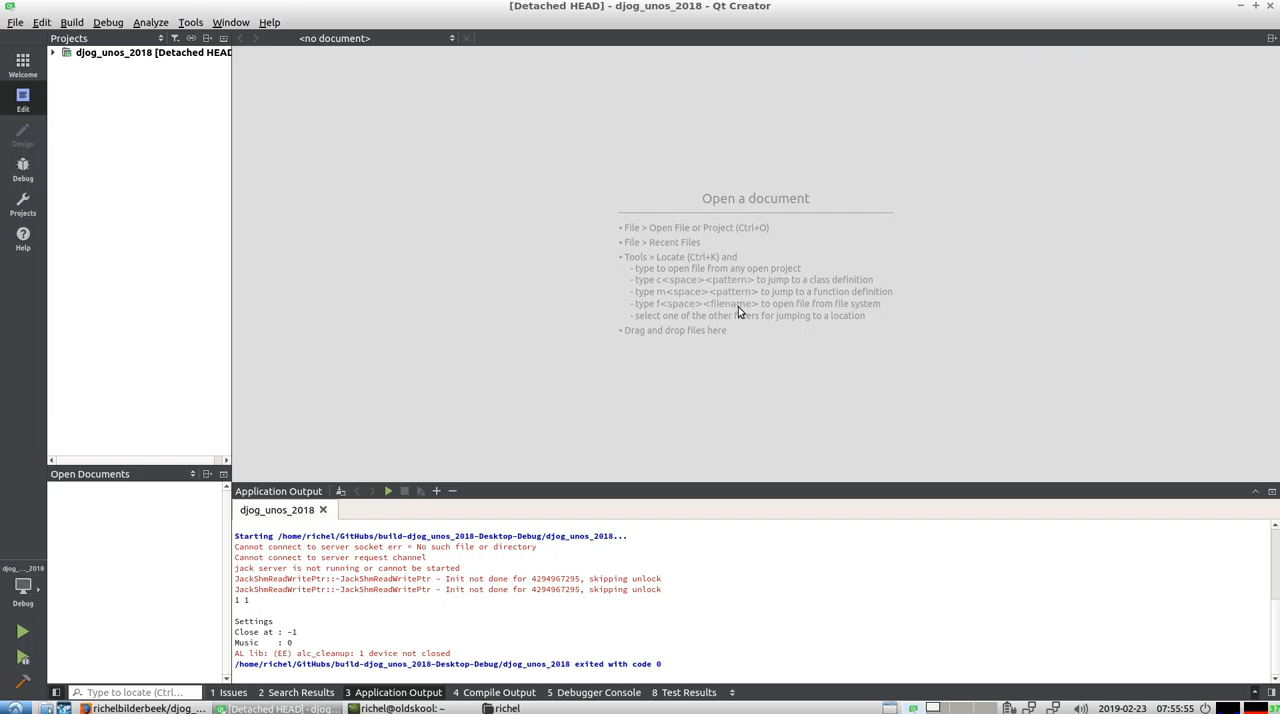 [Detached HEAD] - djog_unos_2018 - Qt Creator
File Edit Build Debug Analyze Tools Window Help
Projects
<no document>
djog_unos_2018 [Detached HEAD
Welcome
Edit
Design
Debug
Projects
Help
Open a document
• File > Open File or Project (Ctrl+O)
• File > Recent Files
• Tools > Locate (Ctrl+K) and
- type to open file from any open project
- type c<space><pattern> to jump to a class definition
- type m<space><pattern> to jump to a function definition
- type f<space><filename> to open file from file system
- select one of the other filters for jumping to a location
• Drag and drop files here
Open Documents
Application Output
djog_unos_2018
Starting /home/richel/GitHubs/build-djog_unos_2018-Desktop-Debug/djog_unos_2018...
Cannot connect to server socket err = No such file or directory
Cannot connect to server request channel
jack server is not running or cannot be started
JackShmReadWritePtr::~JackShmReadWritePtr - Init not done for 4294967295, skipping unlock
JackShmReadWritePtr::~JackShmReadWritePtr - Init not done for 4294967295, skipping unlock
1 1
Settings
Close at : -1
Music : 0
AL lib: (EE) alc_cleanup: 1 device not closed
/home/richel/GitHubs/build-djog_unos_2018-Desktop-Debug/djog_unos_2018 exited with code 0
djog_..._2018
Debug
Type to locate (Ctrl...
1 Issues 2 Search Results 3 Application Output 4 Compile Output 5 Debugger Console 8 Test Results
richelbilderbeek/djog_... [Detached HEAD] - djog... richel@oldskool: ~ richel 2019-02-23 07:55:55